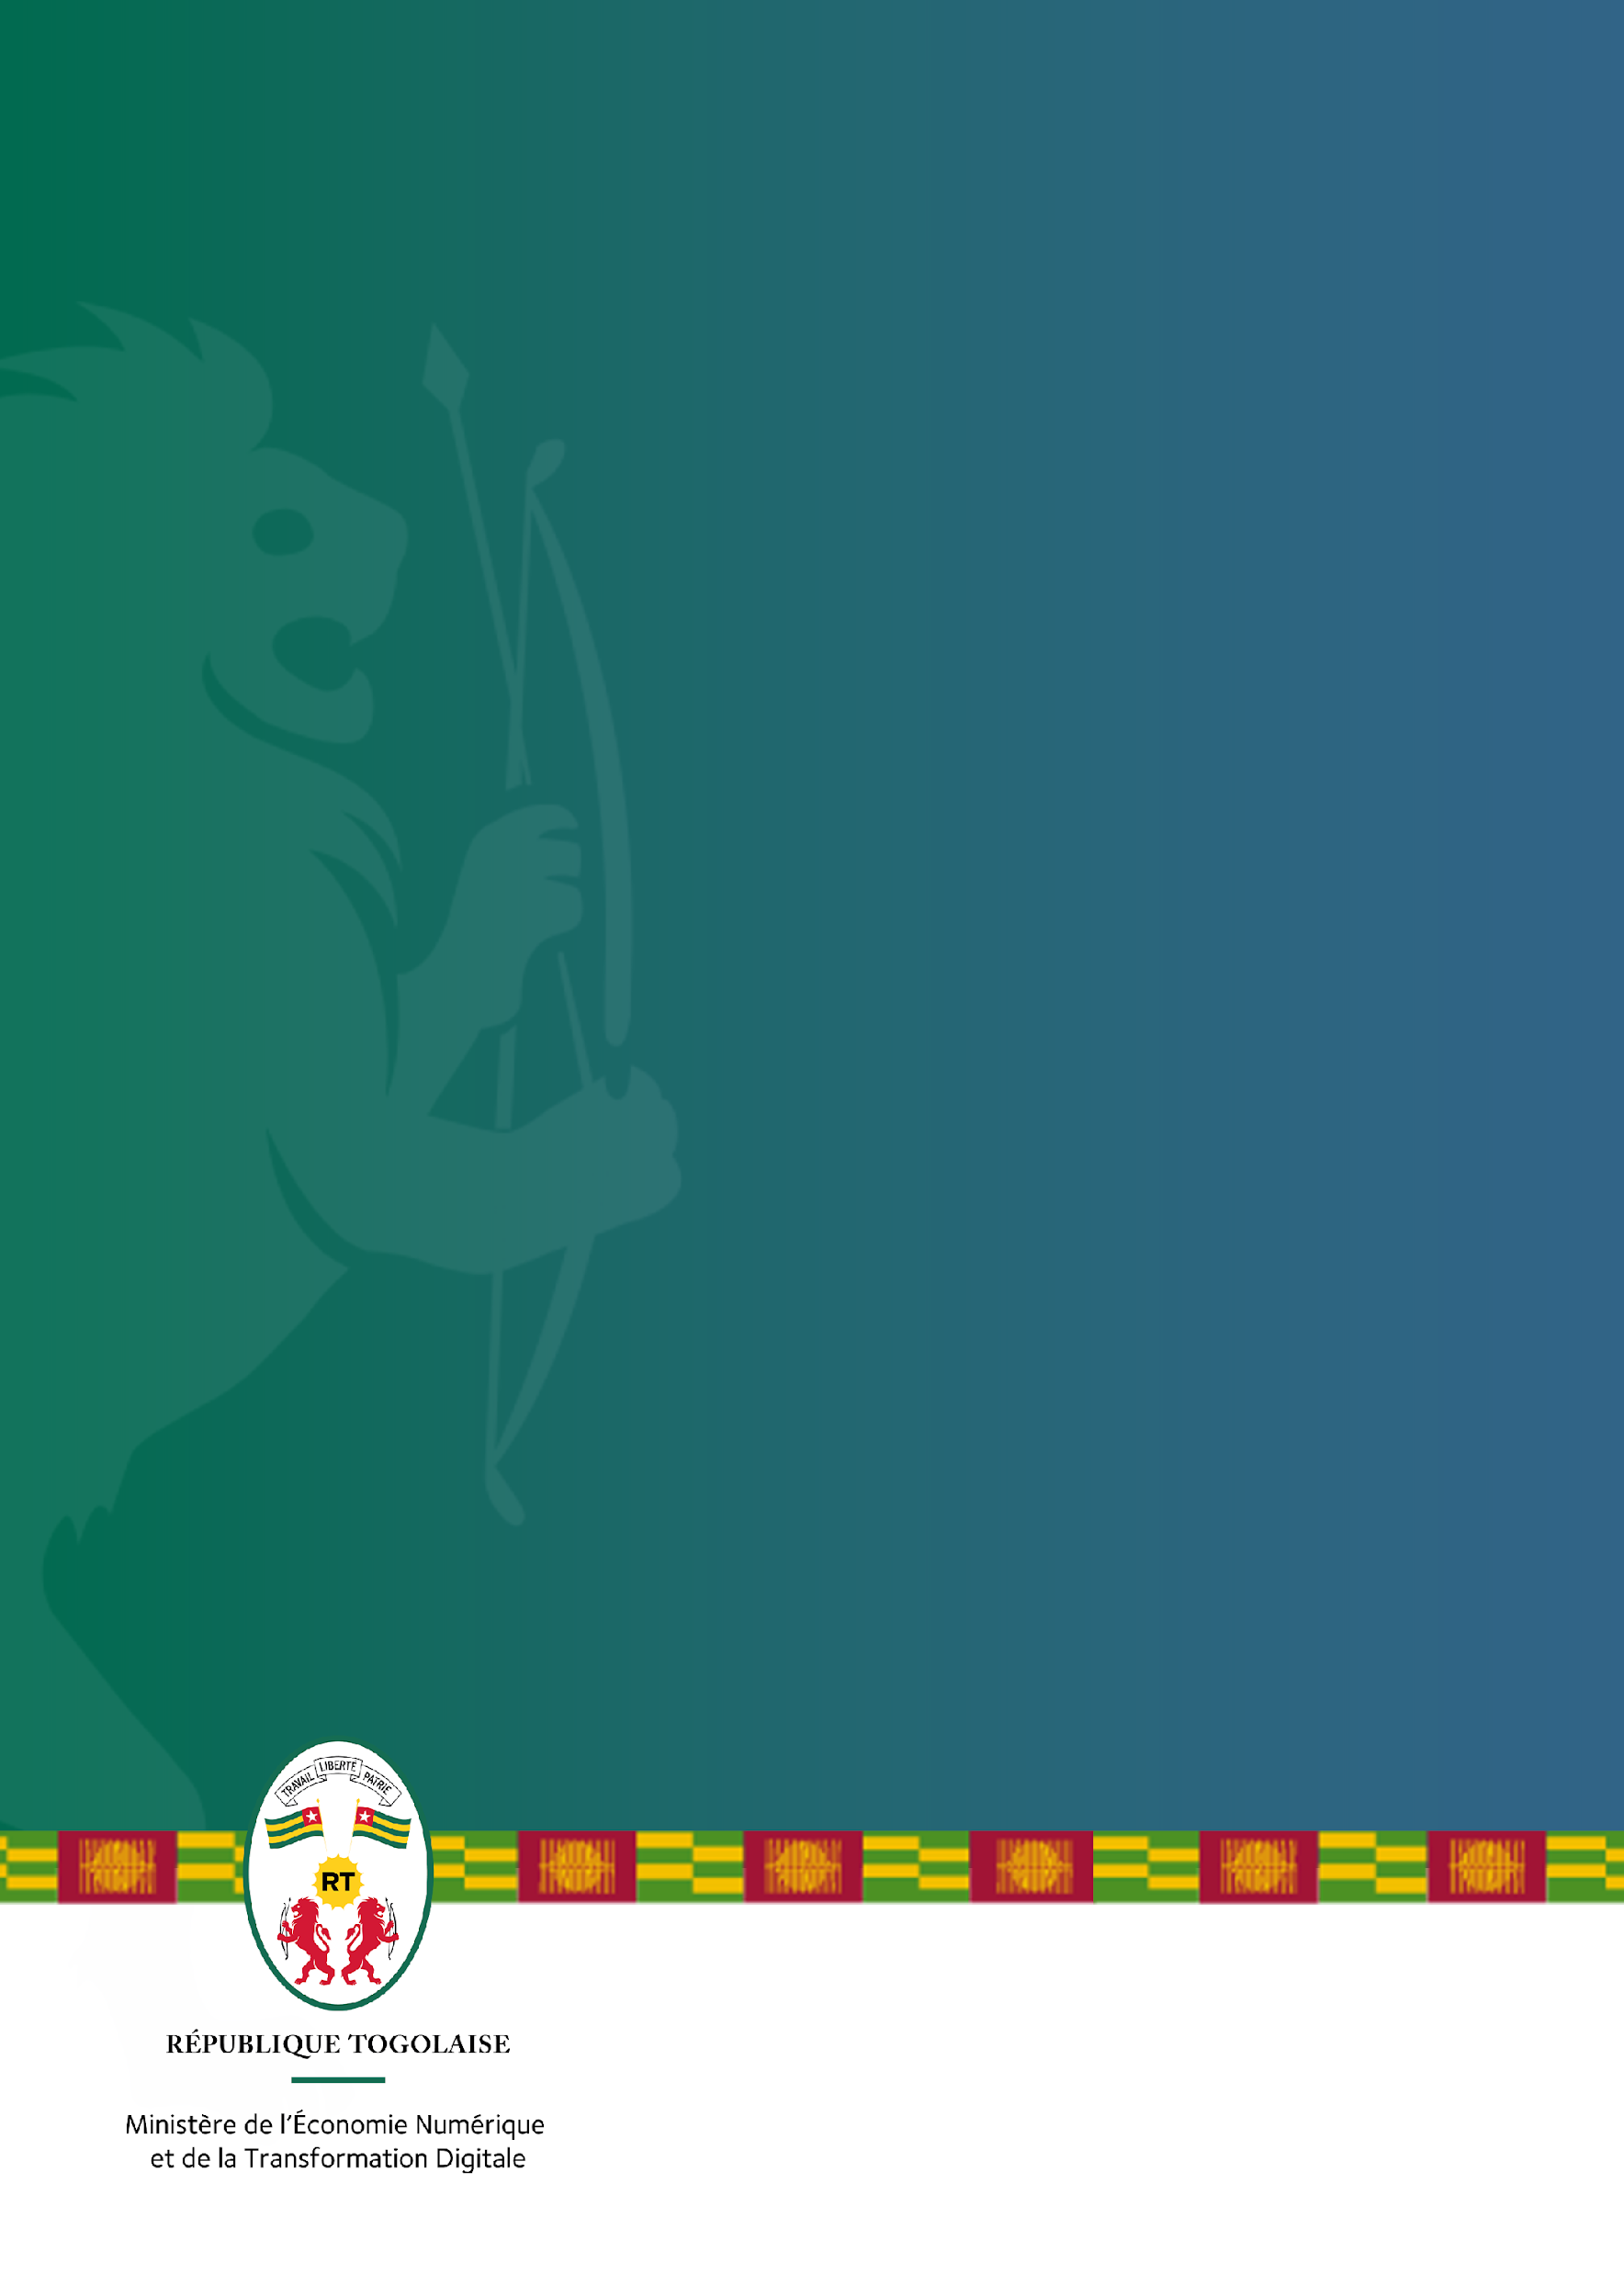 TRAVAIL LIBERTÉ PATRIE
RT
RÉPUBLIQUE TOGOLAISE
Ministère de l'Économie Numérique
et de la Transformation Digitale